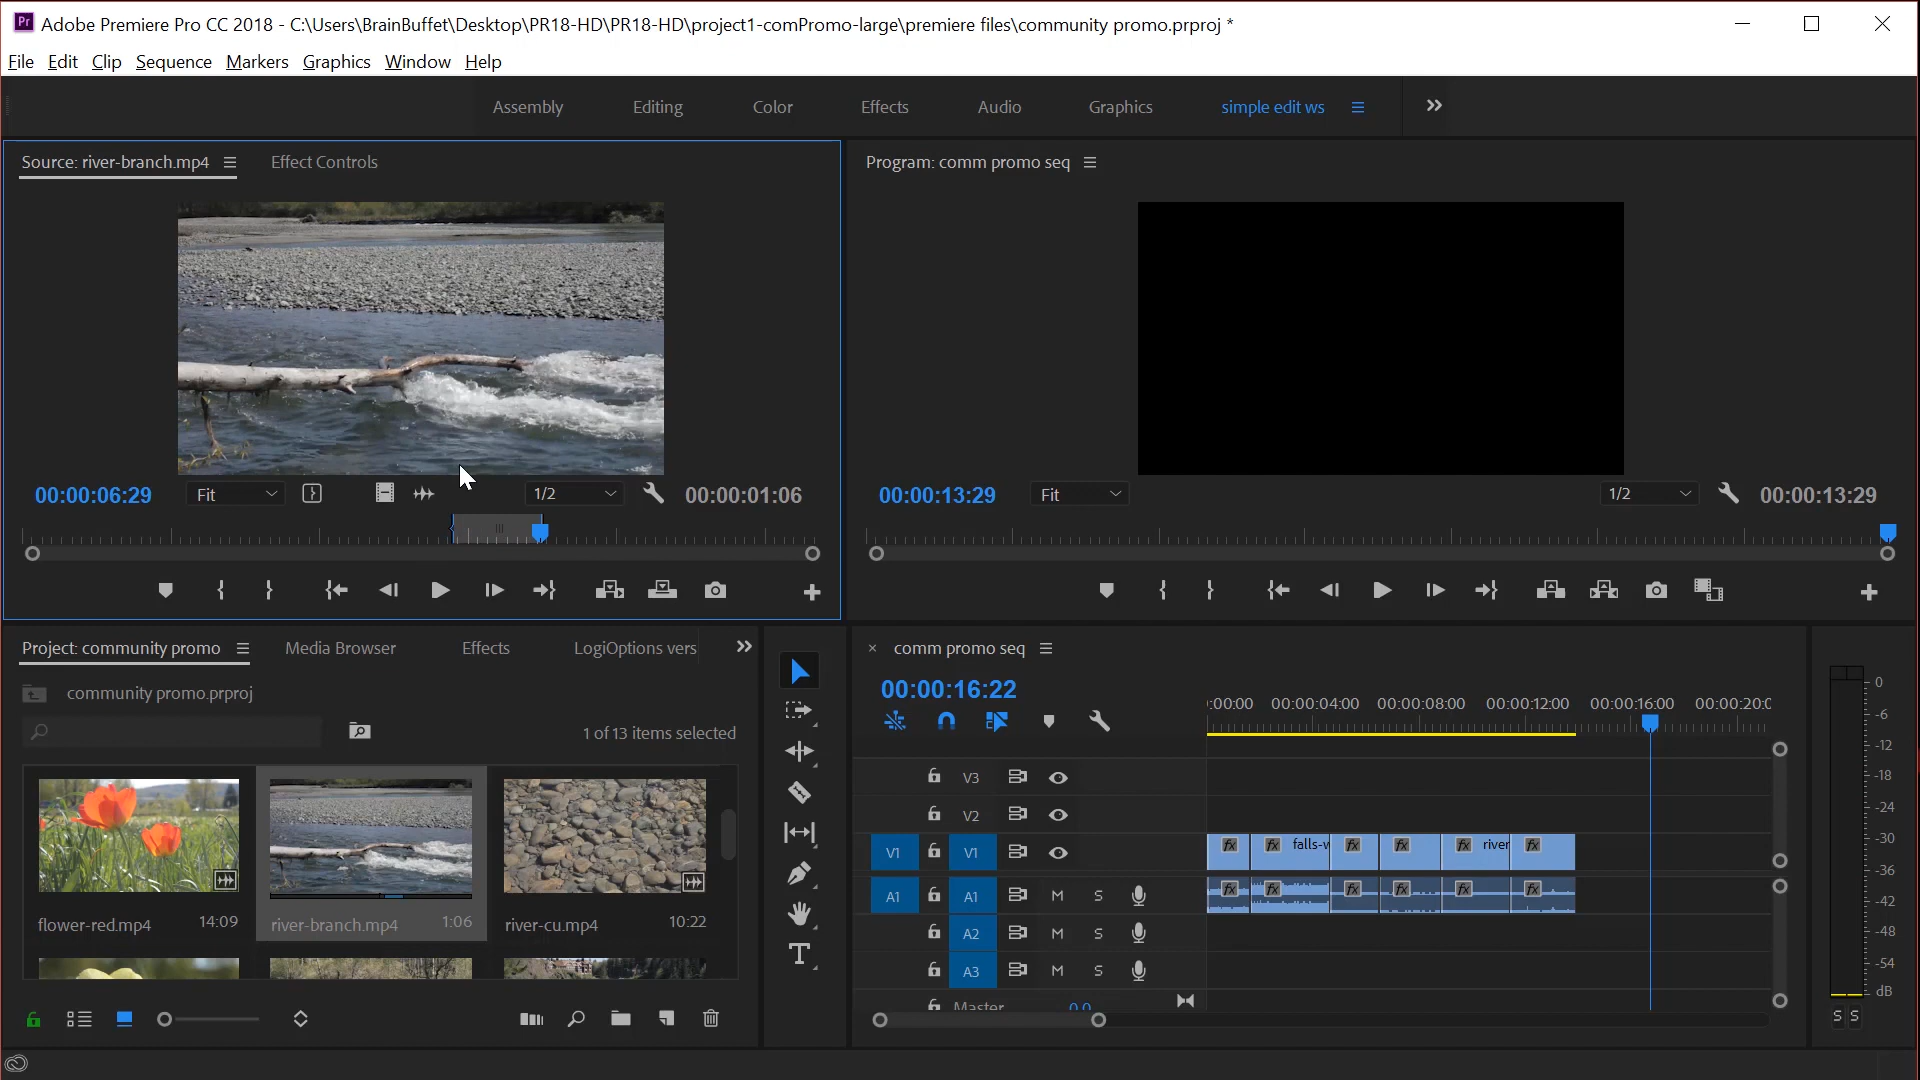 Pr Adobe Premiere Pro CC 2018 - C:\Users\BrainBuffet\Desktop\PR18-HD\PR18-HD\project1-comPromo-large\premiere files\community promo.prproj *
File Edit Clip Sequence Markers Graphics Window Help
Assembly Editing Color Effects Audio Graphics simple edit ws
Source: river-branch.mp4 Effect Controls
Program: comm promo seq
00:00:06:29 Fit 1/2 00:00:01:06
00:00:13:29 Fit 1/2 00:00:13:29
Project: community promo Media Browser Effects LogiOptions vers
community promo.prproj
1 of 13 items selected
flower-red.mp4 14:09
river-branch.mp4 1:06
river-cu.mp4 10:22
T
comm promo seq
00:00:16:22
:00:00 00:00:04:00 00:00:08:00 00:00:12:00 00:00:16:00 00:00:20:0
V3
V2
V1 V1 fx fx falls-w fx fx fx river fx
A1 A1 M S fx fx fx fx fx fx
A2 M S
A3 M S
Master 0.0
0
-6
-12
-18
-24
-30
-36
-42
-48
-54
dB
S S